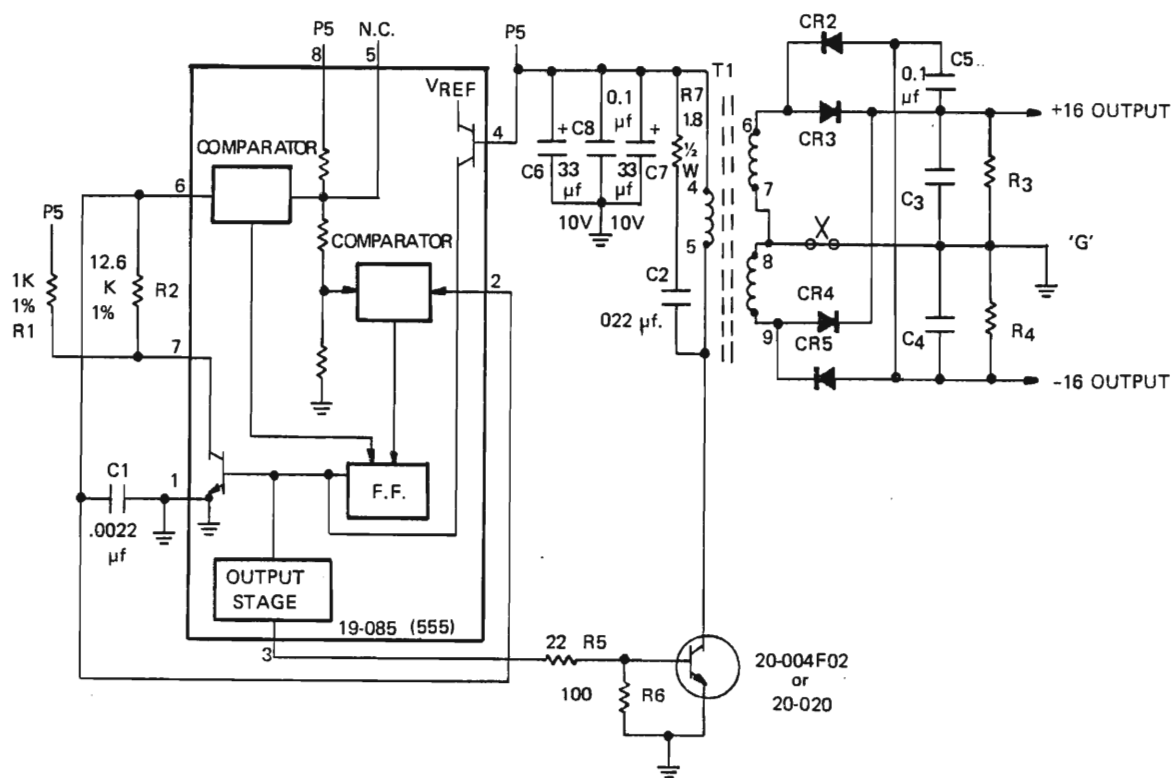 P5
8
N.C.
5
P5
VREF
4
COMPARATOR
6
P5
1K
1%
R1
12.6
K
1%
R2
7
COMPARATOR
2
C1
.0022
µf
1
F.F.
OUTPUT
STAGE
19-085 (555)
3
22 R5
100 R6
20-004F02
or
20-020
+
C6
33
µf
10V
0.1
µf
C8
+
33
µf
C7
10V
R7
1.8
½
W
C2
022 µf.
T1
4
5
6
7
8
9
CR2
CR3
CR4
CR5
C5..
0.1
µf
C3
C4
R3
R4
X
+16 OUTPUT
'G'
-16 OUTPUT